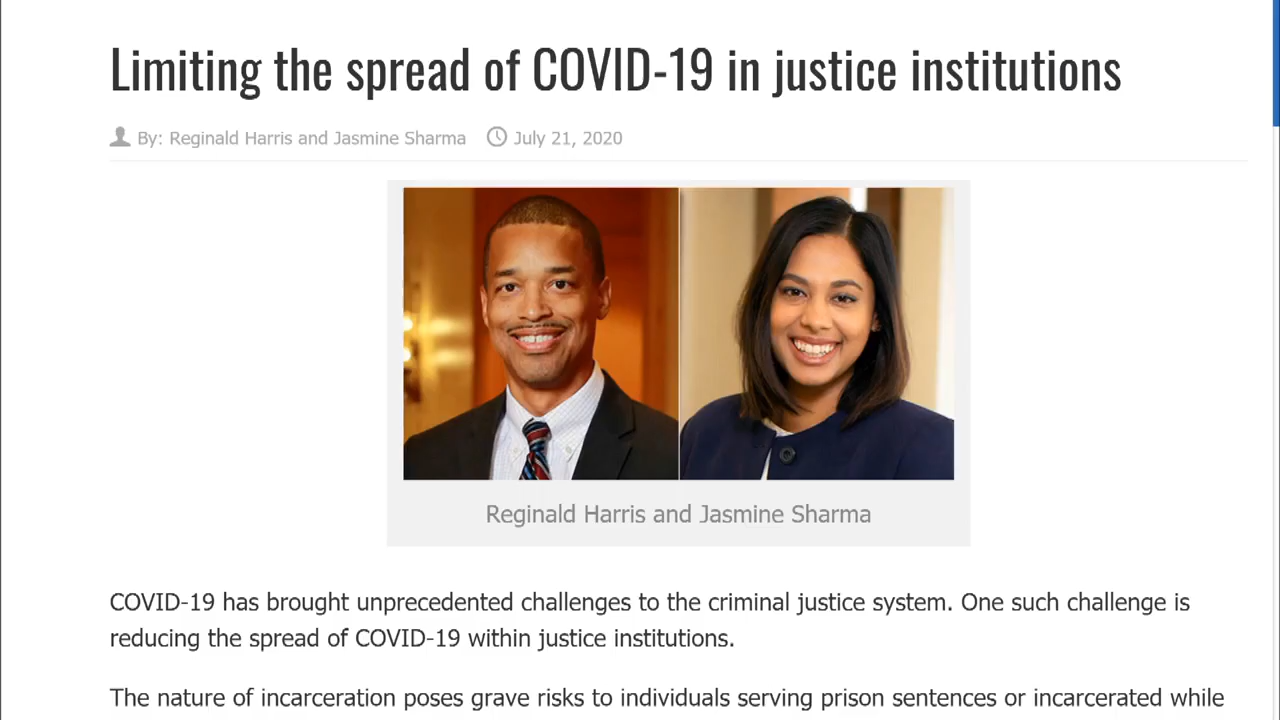 Limiting the spread of COVID-19 in justice institutions
By: Reginald Harris and Jasmine Sharma July 21, 2020
Reginald Harris and Jasmine Sharma
COVID-19 has brought unprecedented challenges to the criminal justice system. One such challenge is
reducing the spread of COVID-19 within justice institutions.
The nature of incarceration poses grave risks to individuals serving prison sentences or incarcerated while